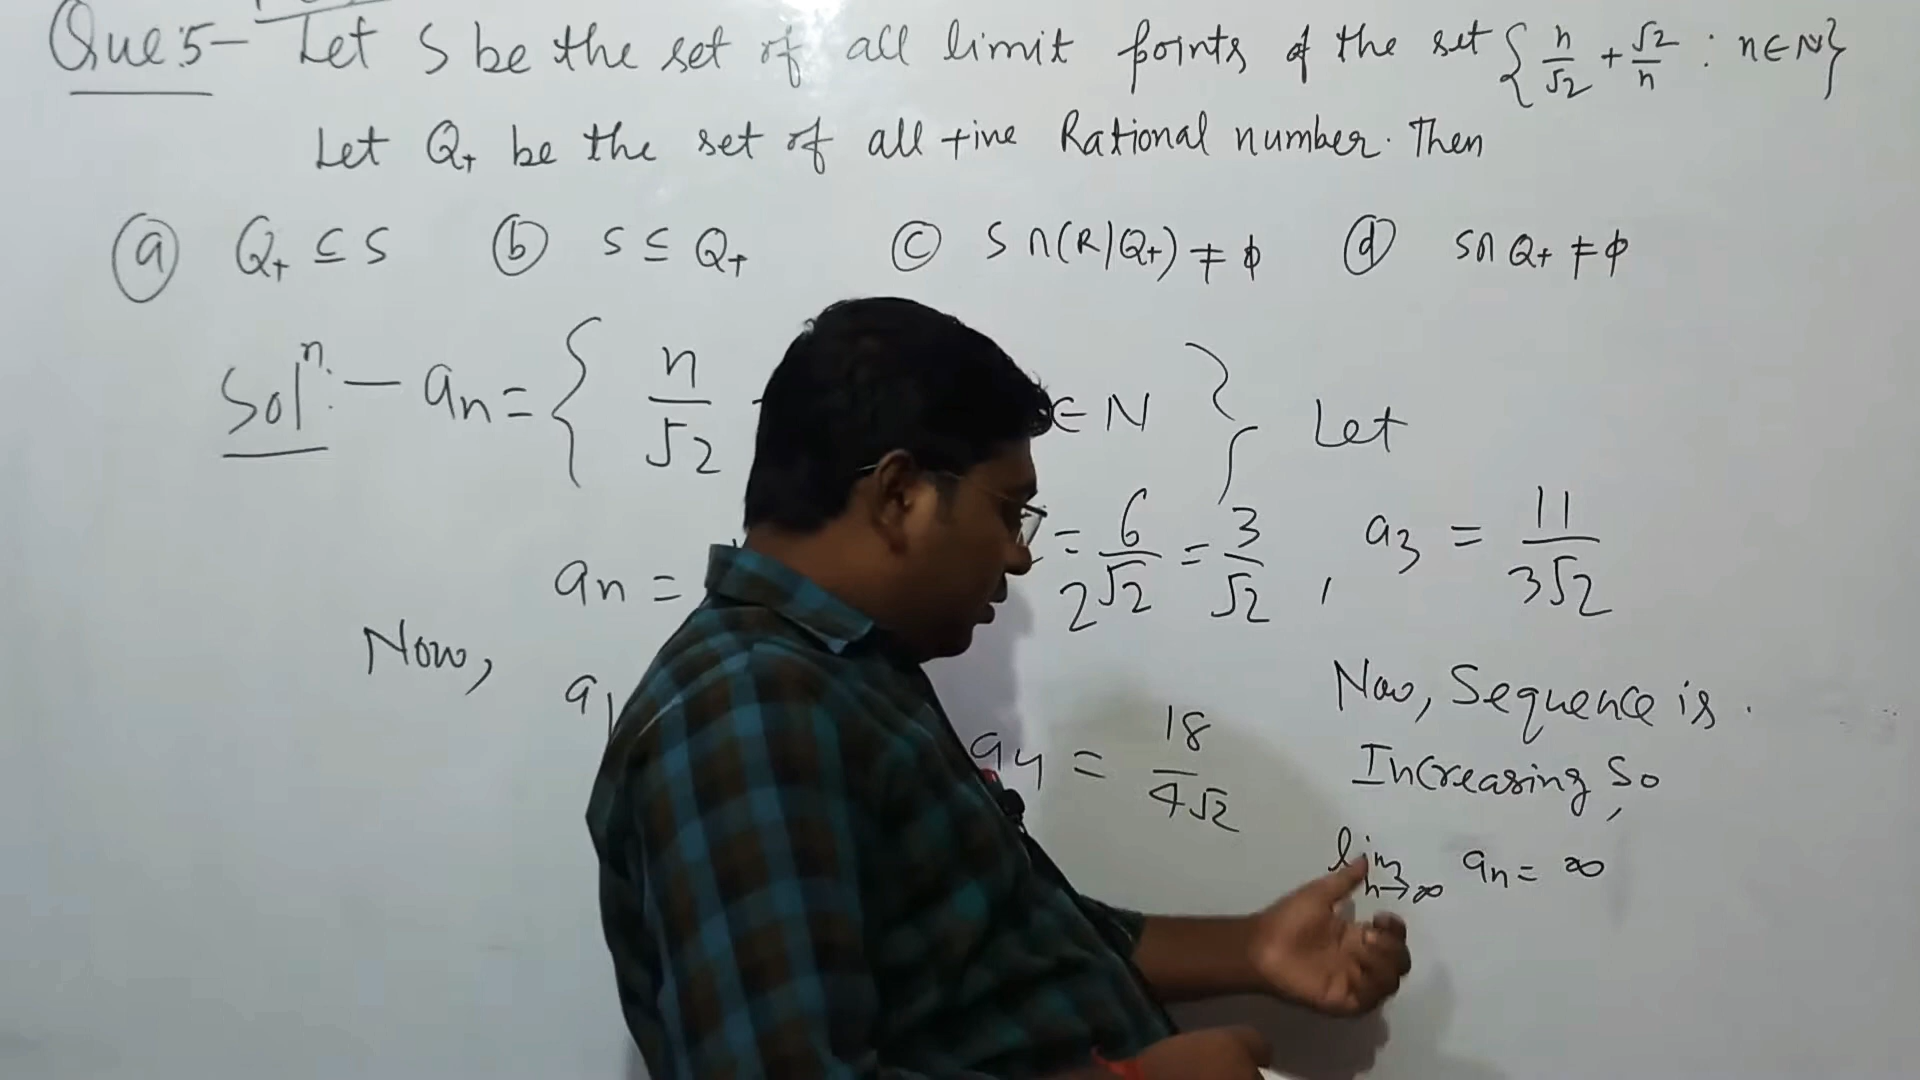 Que 5- Let S be the set of all limit points of the set {n/√2 + √2/n : n∈N}
Let Q+ be the set of all +ive Rational number. Then
(a) Q+ ⊆ S (b) S ⊆ Q+ (c) S∩(R|Q+) ≠ ϕ (d) S∩Q+ ≠ ϕ
Solⁿ: — an = { n/√2 ∈ N }, Let
an = = 6/2√2 = 3/√2 , a3 = 11/3√2
Now, a1 a4 = 18/4√2
Now, Sequence is
Increasing So,
lim n→∞ an = ∞